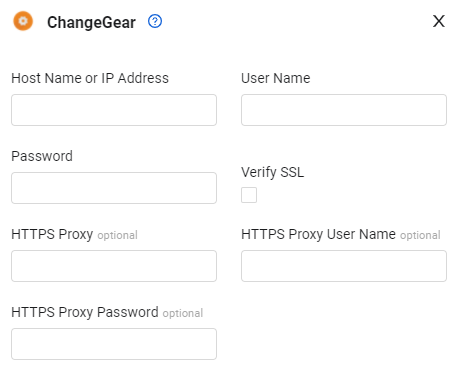 ChangeGear ? X
Host Name or IP Address User Name
Password
Verify SSL
HTTPS Proxy optional HTTPS Proxy User Name optional
HTTPS Proxy Password optional